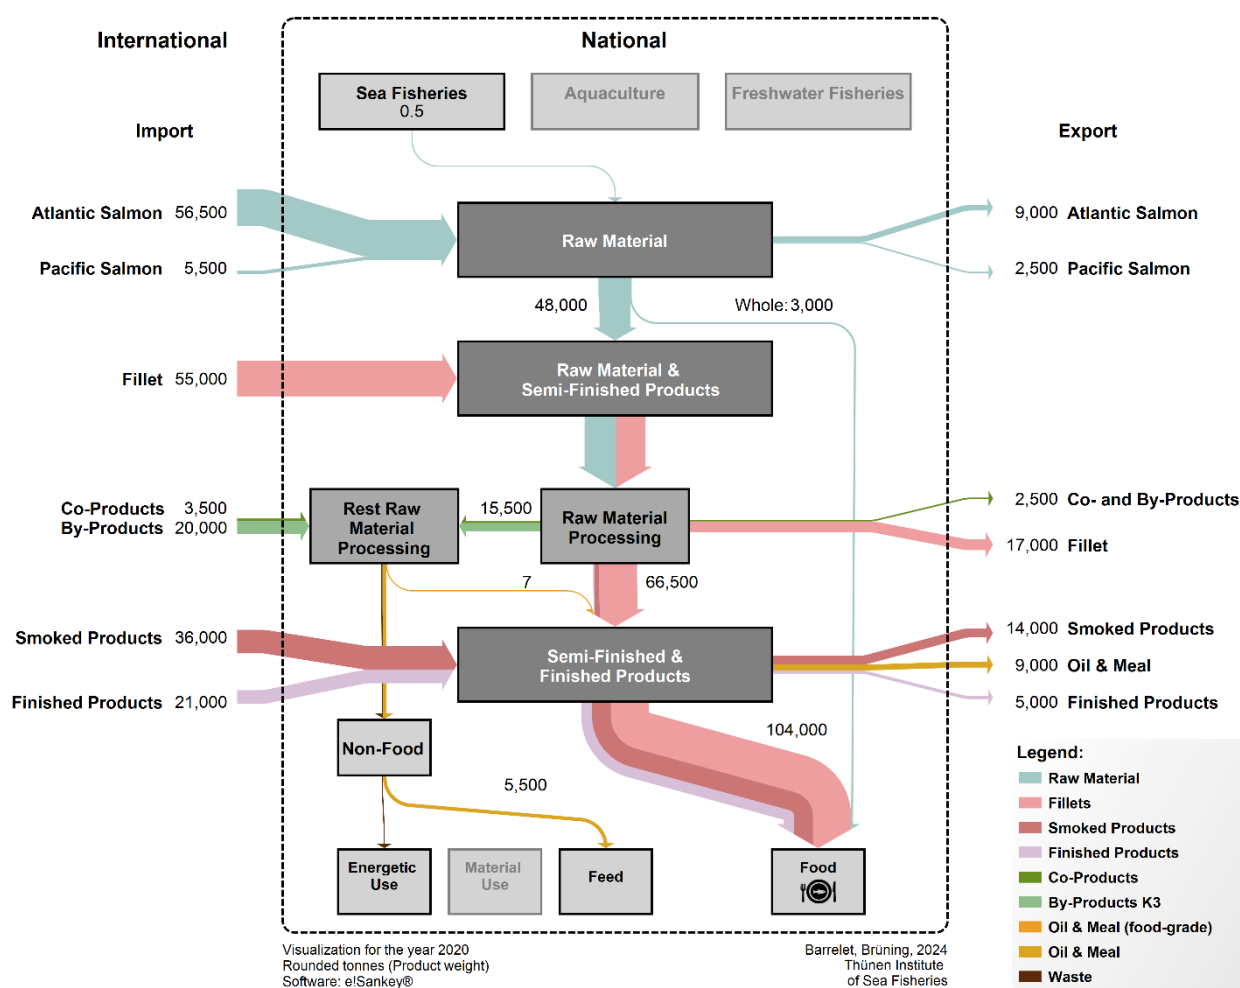 International
National
Sea Fisheries
0.5
Aquaculture
Freshwater Fisheries
Import
Export
Atlantic Salmon 56,500
Raw Material
9,000 Atlantic Salmon
Pacific Salmon 5,500
2,500 Pacific Salmon
48,000
Whole: 3,000
Fillet 55,000
Raw Material &
Semi-Finished Products
Co-Products 3,500
By-Products 20,000
Rest Raw
Material
Processing
15,500
Raw Material
Processing
2,500 Co- and By-Products
17,000 Fillet
7
66,500
Smoked Products 36,000
Finished Products 21,000
Semi-Finished &
Finished Products
14,000 Smoked Products
9,000 Oil & Meal
5,000 Finished Products
104,000
Non-Food
5,500
Energetic
Use
Material
Use
Feed
Food
Legend:
Raw Material
Fillets
Smoked Products
Finished Products
Co-Products
By-Products K3
Oil & Meal (food-grade)
Oil & Meal
Waste
Visualization for the year 2020
Rounded tonnes (Product weight)
Software: e!Sankey®
Barrelet, Brüning, 2024
Thünen Institute
of Sea Fisheries